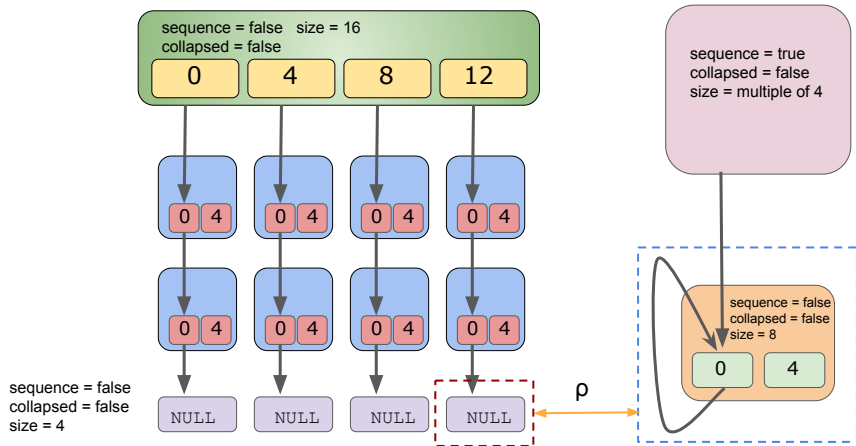 sequence = false size = 16
collapsed = false
0 4 8 12
sequence = true
collapsed = false
size = multiple of 4
0 4 0 4 0 4 0 4
0 4 0 4 0 4 0 4
sequence = false
collapsed = false
size = 8
0 4
sequence = false
collapsed = false
size = 4
NULL NULL NULL NULL
ρ